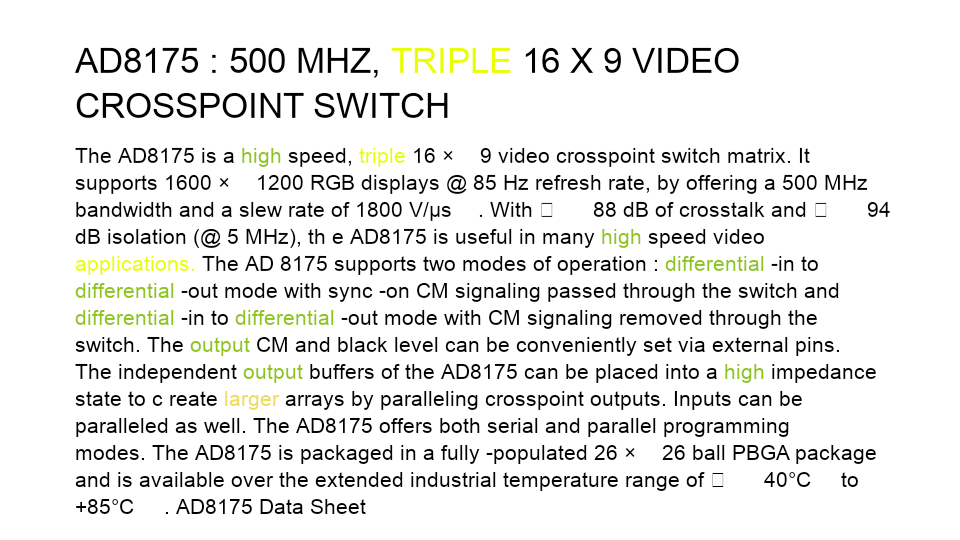 AD8175 : 500 MHZ, TRIPLE 16 X 9 VIDEO
CROSSPOINT SWITCH
The AD8175 is a high speed, triple 16 × 9 video crosspoint switch matrix. It
supports 1600 × 1200 RGB displays @ 85 Hz refresh rate, by offering a 500 MHz
bandwidth and a slew rate of 1800 V/µs . With □ 88 dB of crosstalk and □ 94
dB isolation (@ 5 MHz), th e AD8175 is useful in many high speed video
applications. The AD 8175 supports two modes of operation : differential -in to
differential -out mode with sync -on CM signaling passed through the switch and
differential -in to differential -out mode with CM signaling removed through the
switch. The output CM and black level can be conveniently set via external pins.
The independent output buffers of the AD8175 can be placed into a high impedance
state to c reate larger arrays by paralleling crosspoint outputs. Inputs can be
paralleled as well. The AD8175 offers both serial and parallel programming
modes. The AD8175 is packaged in a fully -populated 26 × 26 ball PBGA package
and is available over the extended industrial temperature range of □ 40°C to
+85°C . AD8175 Data Sheet